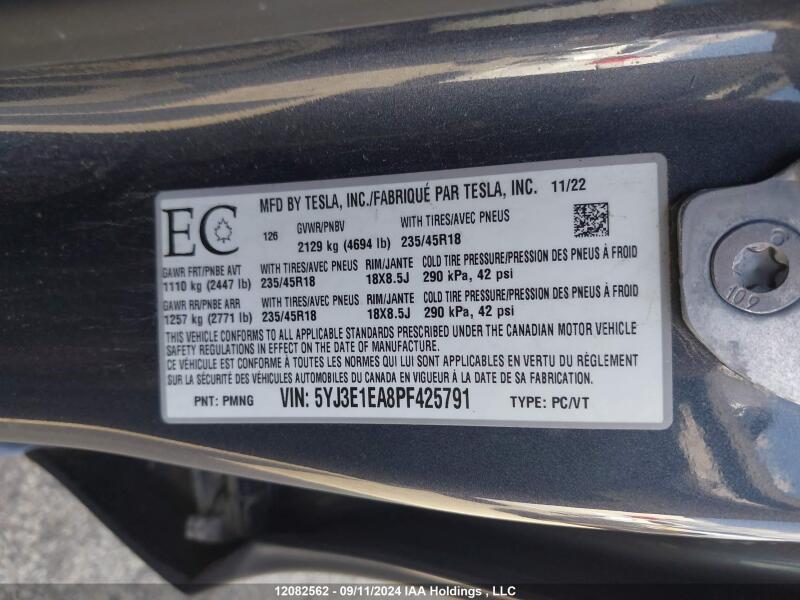 EC
MFD BY TESLA, INC./FABRIQUÉ PAR TESLA, INC. 11/22
126 GVWR/PNBV WITH TIRES/AVEC PNEUS
2129 kg (4694 lb) 235/45R18
GAWR FRT/PNBE AVT WITH TIRES/AVEC PNEUS RIM/JANTE COLD TIRE PRESSURE/PRESSION DES PNEUS À FROID
1110 kg (2447 lb) 235/45R18 18X8.5J 290 kPa, 42 psi
GAWR RR/PNBE ARR WITH TIRES/AVEC PNEUS RIM/JANTE COLD TIRE PRESSURE/PRESSION DES PNEUS À FROID
1257 kg (2771 lb) 235/45R18 18X8.5J 290 kPa, 42 psi
THIS VEHICLE CONFORMS TO ALL APPLICABLE STANDARDS PRESCRIBED UNDER THE CANADIAN MOTOR VEHICLE
SAFETY REGULATIONS IN EFFECT ON THE DATE OF MANUFACTURE.
CE VÉHICULE EST CONFORME À TOUTES LES NORMES QUI LUI SONT APPLICABLES EN VERTU DU RÈGLEMENT
SUR LA SÉCURITÉ DES VÉHICULES AUTOMOBILES DU CANADA EN VIGUEUR À LA DATE DE SA FABRICATION.
PNT: PMNG VIN: 5YJ3E1EA8PF425791 TYPE: PC/VT
109
12082562 - 09/11/2024 IAA Holdings, LLC